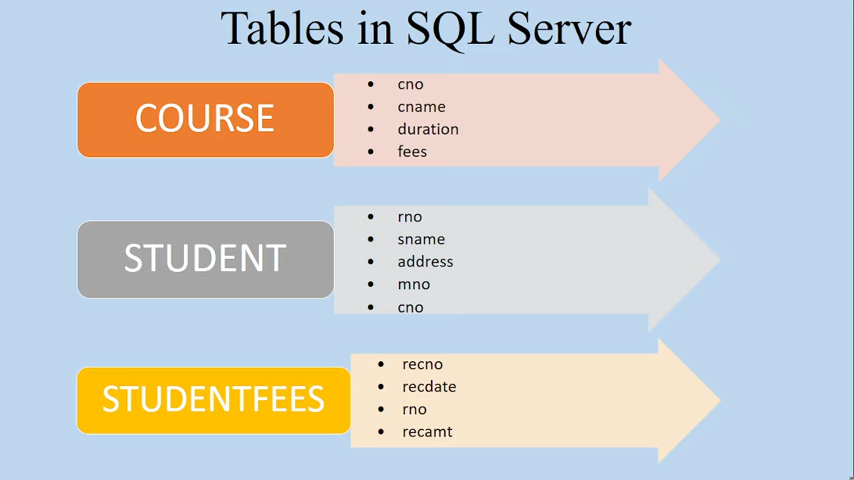 Tables in SQL Server
COURSE
• cno
• cname
• duration
• fees
STUDENT
• rno
• sname
• address
• mno
• cno
STUDENTFEES
• recno
• recdate
• rno
• recamt